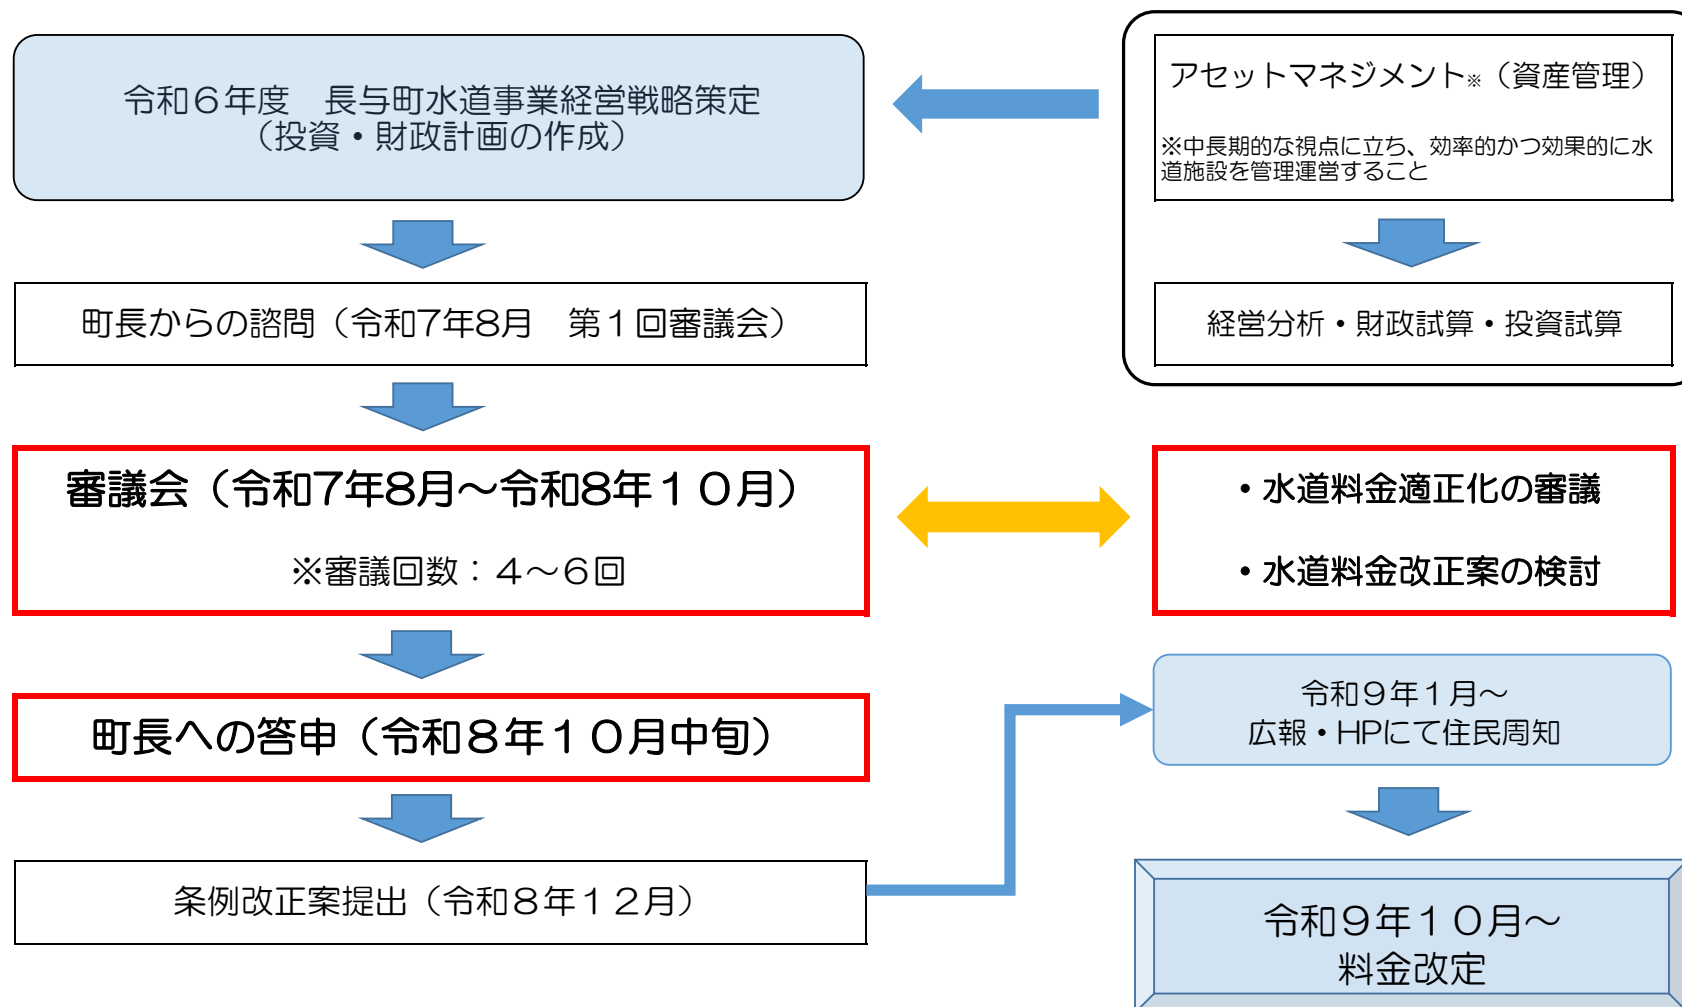 令和６年度　長与町水道事業経営戦略策定
（投資・財政計画の作成）
アセットマネジメント※（資産管理）
※中長期的な視点に立ち、効率的かつ効果的に水
道施設を管理運営すること
町長からの諮問（令和7年8月　第１回審議会）
経営分析・財政試算・投資試算
審議会（令和7年8月～令和8年１０月）
※審議回数：４～６回
・水道料金適正化の審議
・水道料金改正案の検討
町長への答申（令和８年１０月中旬）
令和９年１月～
広報・HPにて住民周知
条例改正案提出（令和８年１２月）
令和９年１０月～
料金改定